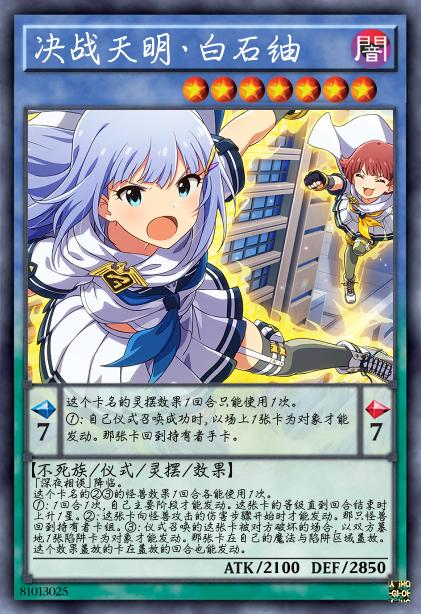 决战天明·白石䌷
闇
这个卡名的灵摆效果1回合只能使用1次。
①：自己仪式召唤成功时，以场上1张卡为对象才能
发动。那张卡回到持有者手卡。
7
7
【不死族/仪式/灵摆/效果】
「深夜相谈」降临。
这个卡名的②③的怪兽效果1回合各能使用1次。
①：1回合1次，自己主要阶段才能发动。这张卡的等级直到回合结束时
上升1星。②：这张卡向怪兽攻击的伤害步骤开始时才能发动。那只怪兽
回到持有者卡组。③：仪式召唤的这张卡被对方破坏的场合，以双方墓
地1张陷阱卡为对象才能发动。那张卡在自己的魔法与陷阱区域盖放。
这个效果盖放的卡在盖放的回合也能发动。
ATK/2100 DEF/2850
81013025